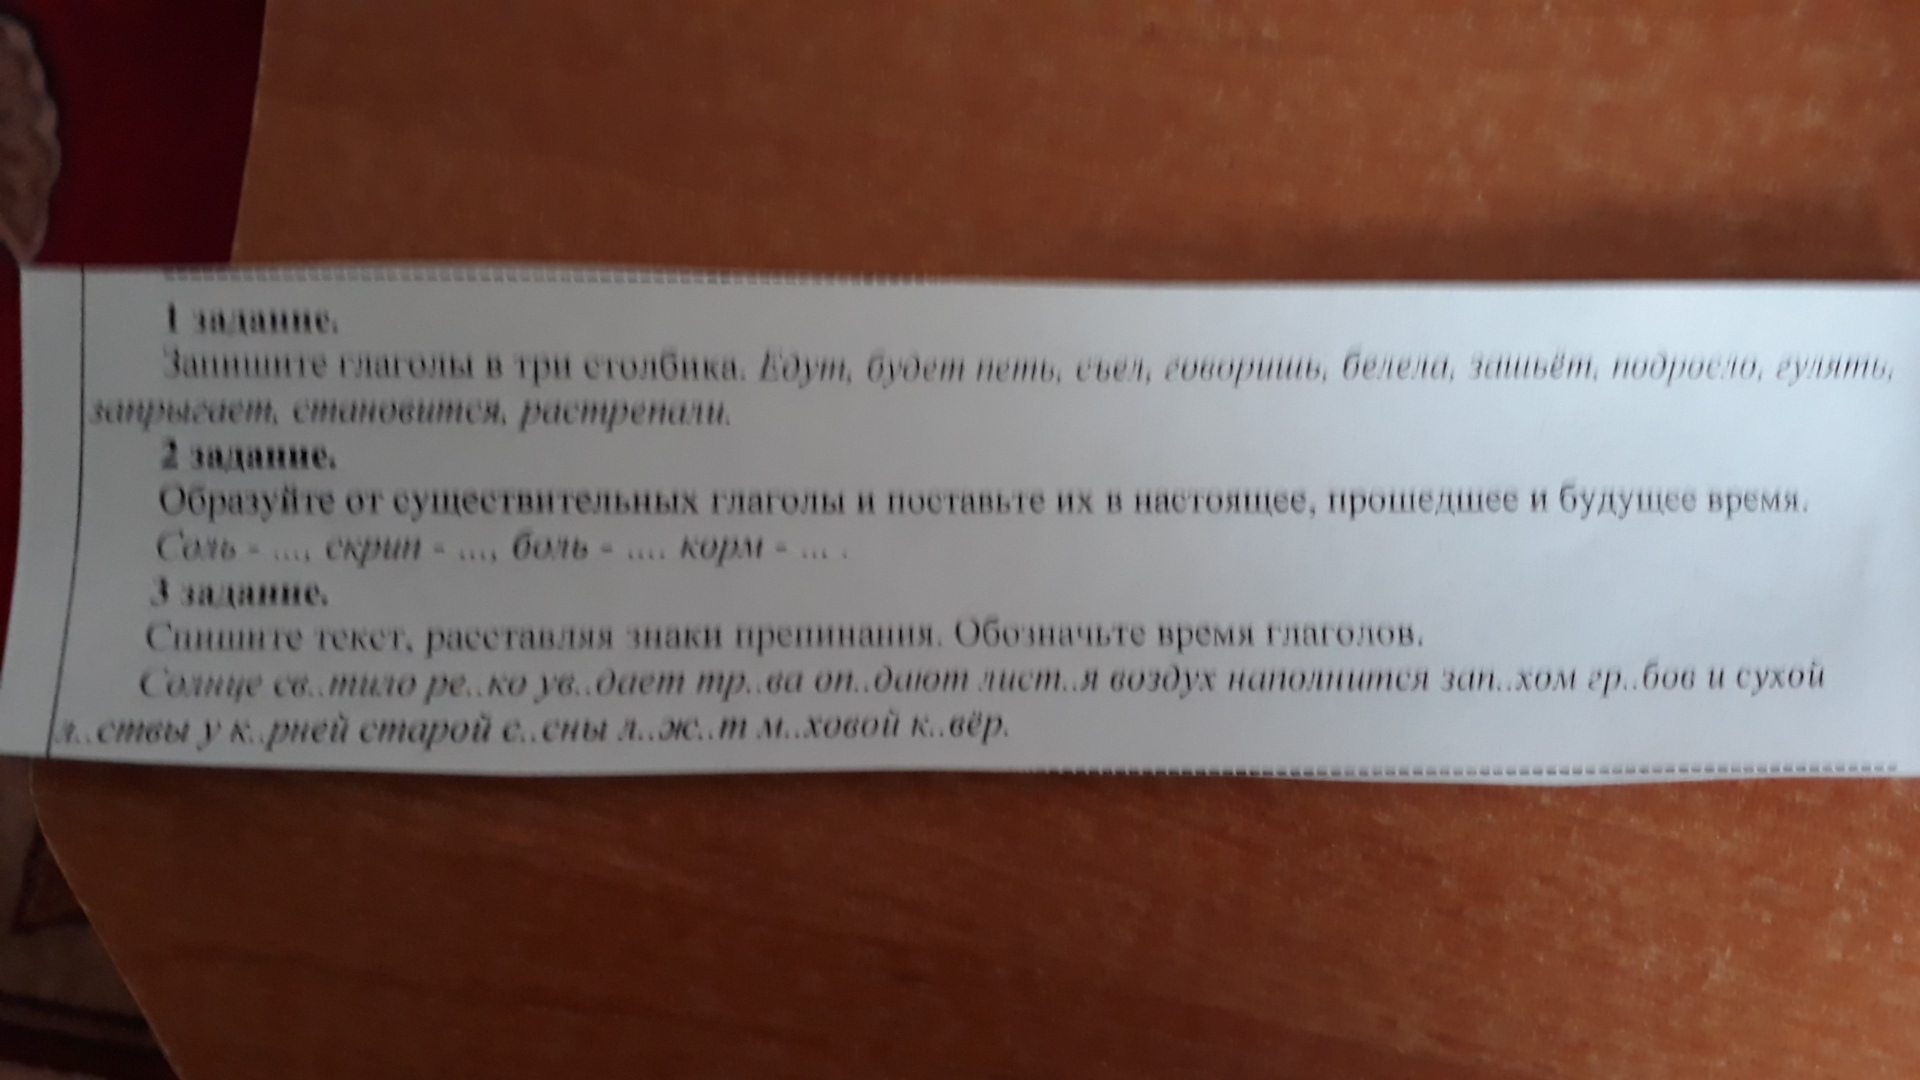 1 задание.
Запишите глаголы в три столбика. Едут, будет петь, съел, говоришь, белела, зашьёт, подросло, гулять,
запрыгает, становится, растрепали.
2 задание.
Образуйте от существительных глаголы и поставьте их в настоящее, прошедшее и будущее время.
Соль - ..., скрип - ..., боль - .... корм - ... .
3 задание.
Спишите текст, расставляя знаки препинания. Обозначьте время глаголов.
Солнце св..тило ре..ко ув..дает тр..ва оп..дают лист..я воздух наполнится зап..хом гр..бов и сухой
л..ствы у к..рней старой с..сны л..ж..т м..ховой к..вёр.